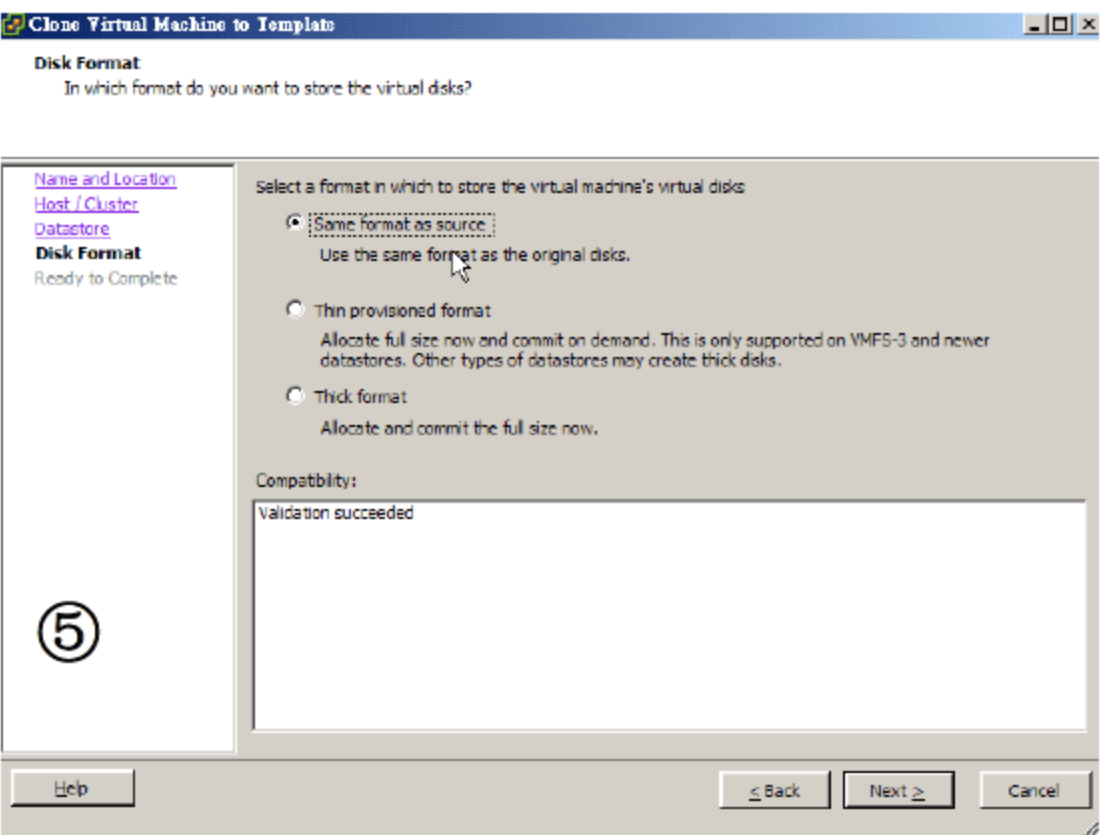 Clone Virtual Machine to Template
Disk Format
In which format do you want to store the virtual disks?
Name and Location
Host / Cluster
Datastore
Disk Format
Ready to Complete
Select a format in which to store the virtual machine's virtual disks
Same format as source
Use the same format as the original disks.
Thin provisioned format
Allocate full size now and commit on demand. This is only supported on VMFS-3 and newer
datastores. Other types of datastores may create thick disks.
Thick format
Allocate and commit the full size now.
Compatibility:
Validation succeeded
⑤
Help
< Back
Next >
Cancel